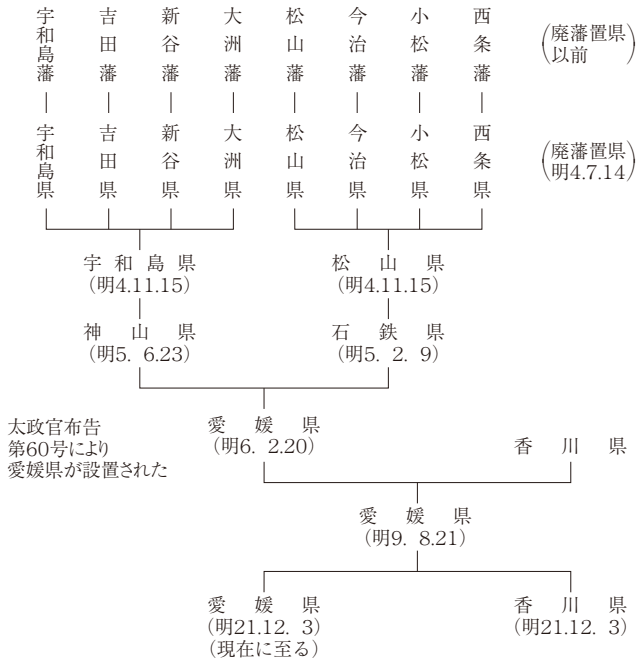 宇和島藩 吉田藩 新谷藩 大洲藩 松山藩 今治藩 小松藩 西条藩
(廃藩置県以前)
宇和島県 吉田県 新谷県 大洲県 松山県 今治県 小松県 西条県
(廃藩置県明4.7.14)
宇和島県 松山県
(明4.11.15) (明4.11.15)
神山県 石鉄県
(明5. 6.23) (明5. 2. 9)
太政官布告
第60号により
愛媛県が設置された
愛媛県
(明6. 2.20)
香川県
愛媛県
(明9. 8.21)
愛媛県 香川県
(明21.12. 3) (明21.12. 3)
(現在に至る)